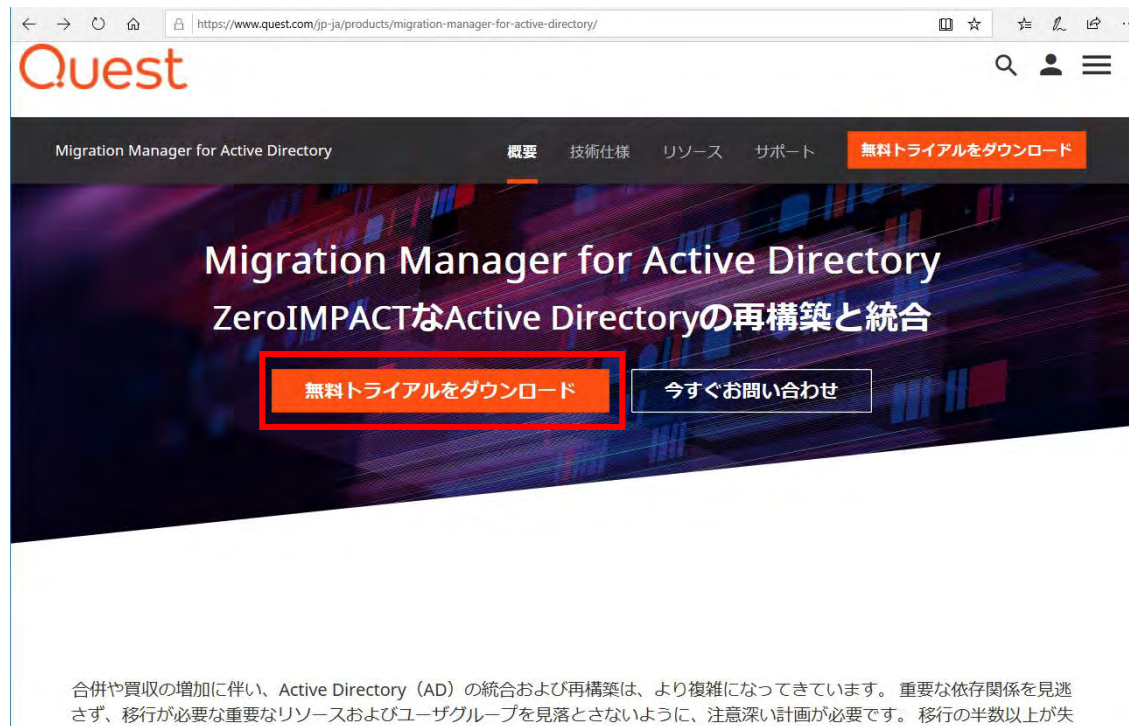 https://www.quest.com/jp-ja/products/migration-manager-for-active-directory/
Quest
Migration Manager for Active Directory 概要 技術仕様 リソース サポート 無料トライアルをダウンロード
Migration Manager for Active Directory
ZeroIMPACTなActive Directoryの再構築と統合
無料トライアルをダウンロード 今すぐお問い合わせ
合併や買収の増加に伴い、Active Directory（AD）の統合および再構築は、より複雑になってきています。 重要な依存関係を見逃
さず、移行が必要な重要なリソースおよびユーザグループを見落とさないように、注意深い計画が必要です。 移行の半数以上が失